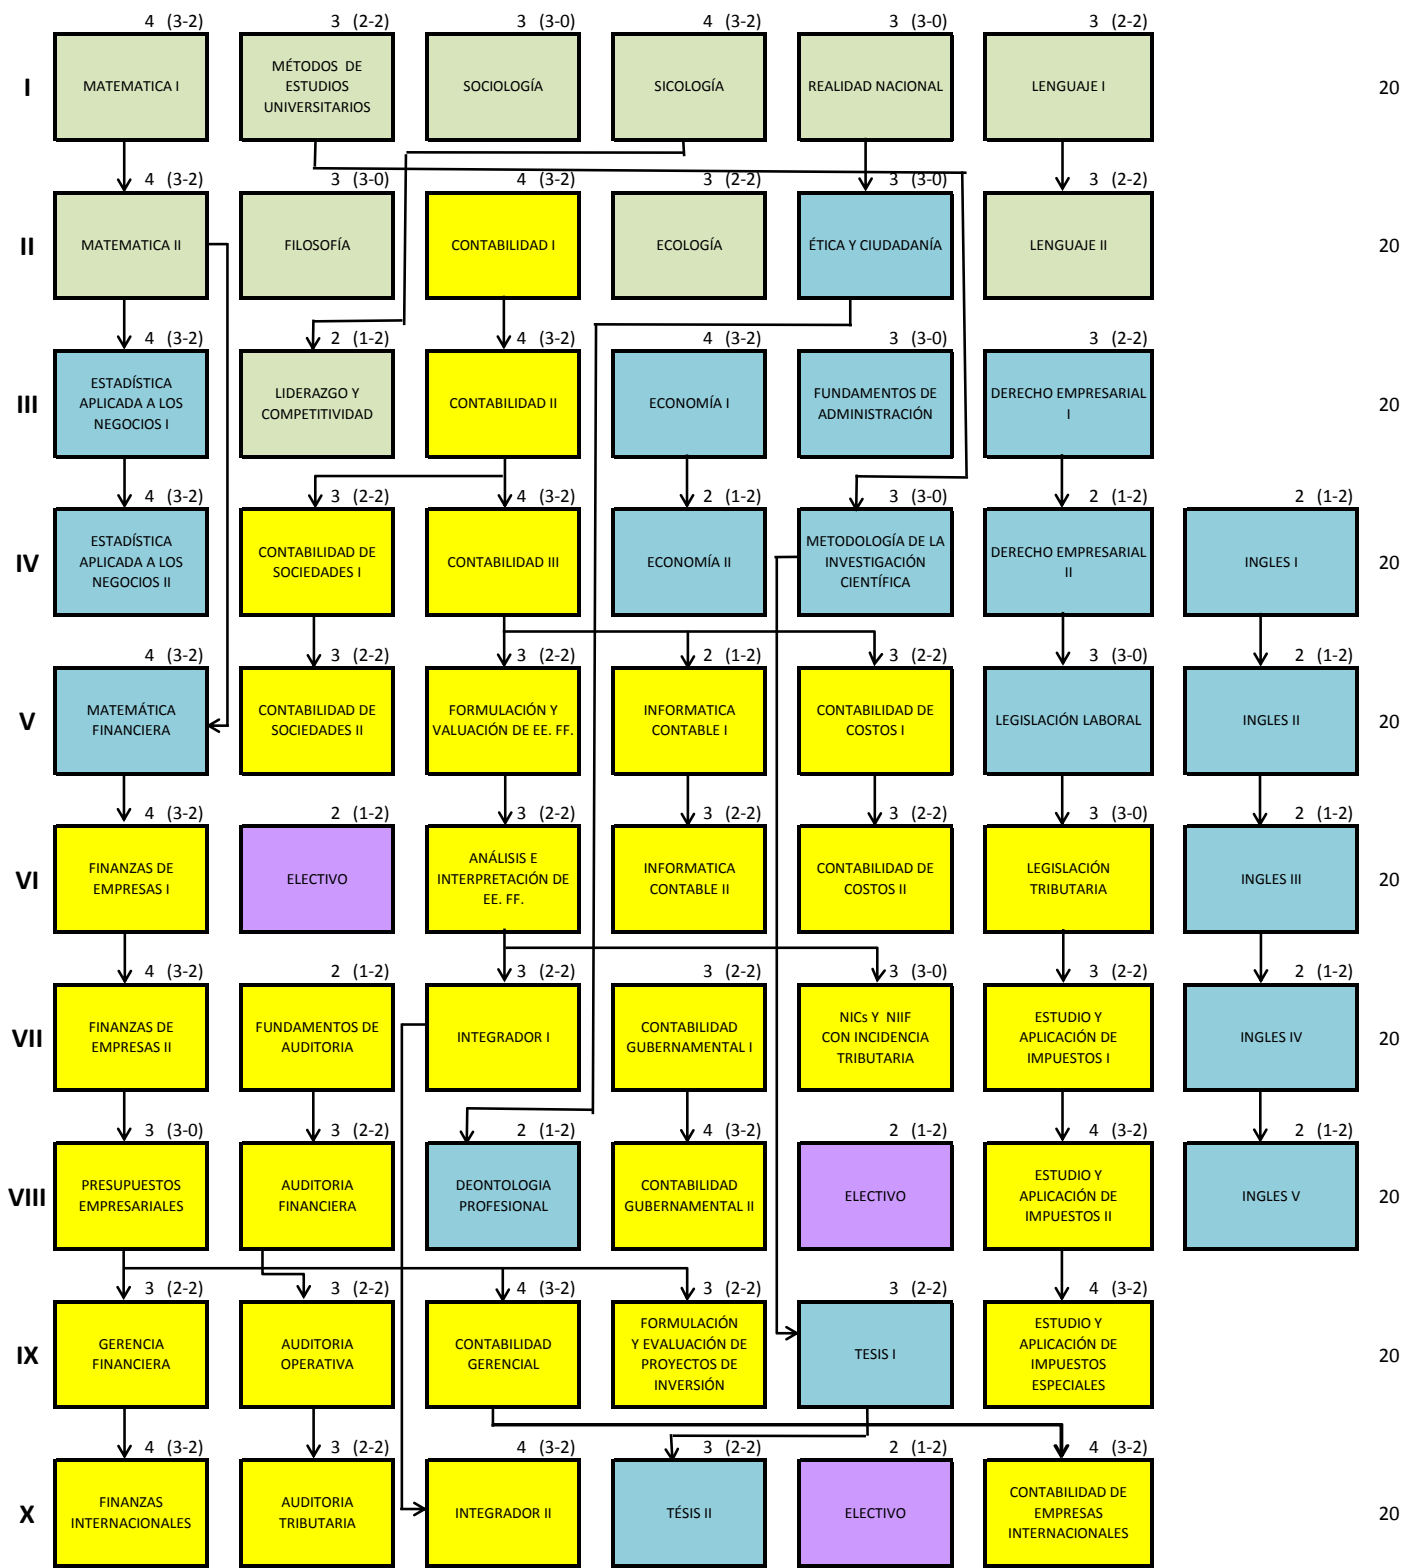 4 (3-2) 3 (2-2) 3 (3-0) 4 (3-2) 3 (3-0) 3 (2-2)
I
MATEMATICA I
MÉTODOS DE
ESTUDIOS
UNIVERSITARIOS
SOCIOLOGÍA
SICOLOGÍA
REALIDAD NACIONAL
LENGUAJE I
20
4 (3-2) 3 (3-0) 4 (3-2) 3 (2-2) 3 (3-0) 3 (2-2)
II
MATEMATICA II
FILOSOFÍA
CONTABILIDAD I
ECOLOGÍA
ÉTICA Y CIUDADANÍA
LENGUAJE II
20
4 (3-2) 2 (1-2) 4 (3-2) 4 (3-2) 3 (3-0) 3 (2-2)
III
ESTADÍSTICA
APLICADA A LOS
NEGOCIOS I
LIDERAZGO Y
COMPETITIVIDAD
CONTABILIDAD II
ECONOMÍA I
FUNDAMENTOS DE
ADMINISTRACIÓN
DERECHO EMPRESARIAL
I
20
4 (3-2) 3 (2-2) 4 (3-2) 2 (1-2) 3 (3-0) 2 (1-2) 2 (1-2)
IV
ESTADÍSTICA
APLICADA A LOS
NEGOCIOS II
CONTABILIDAD DE
SOCIEDADES I
CONTABILIDAD III
ECONOMÍA II
METODOLOGÍA DE LA
INVESTIGACIÓN
CIENTÍFICA
DERECHO EMPRESARIAL
II
INGLES I
20
4 (3-2) 3 (2-2) 3 (2-2) 2 (1-2) 3 (2-2) 3 (3-0) 2 (1-2)
V
MATEMÁTICA
FINANCIERA
CONTABILIDAD DE
SOCIEDADES II
FORMULACIÓN Y
VALUACIÓN DE EE. FF.
INFORMATICA
CONTABLE I
CONTABILIDAD DE
COSTOS I
LEGISLACIÓN LABORAL
INGLES II
20
4 (3-2) 2 (1-2) 3 (2-2) 3 (2-2) 3 (2-2) 3 (3-0) 2 (1-2)
VI
FINANZAS DE
EMPRESAS I
ELECTIVO
ANÁLISIS E
INTERPRETACIÓN DE
EE. FF.
INFORMATICA
CONTABLE II
CONTABILIDAD DE
COSTOS II
LEGISLACIÓN
TRIBUTARIA
INGLES III
20
4 (3-2) 2 (1-2) 3 (2-2) 3 (2-2) 3 (3-0) 3 (2-2) 2 (1-2)
VII
FINANZAS DE
EMPRESAS II
FUNDAMENTOS DE
AUDITORIA
INTEGRADOR I
CONTABILIDAD
GUBERNAMENTAL I
NICs Y NIIF
CON INCIDENCIA
TRIBUTARIA
ESTUDIO Y
APLICACIÓN DE
IMPUESTOS I
INGLES IV
20
3 (3-0) 3 (2-2) 2 (1-2) 4 (3-2) 2 (1-2) 4 (3-2) 2 (1-2)
VIII
PRESUPUESTOS
EMPRESARIALES
AUDITORIA
FINANCIERA
DEONTOLOGIA
PROFESIONAL
CONTABILIDAD
GUBERNAMENTAL II
ELECTIVO
ESTUDIO Y
APLICACIÓN DE
IMPUESTOS II
INGLES V
20
3 (2-2) 3 (2-2) 4 (3-2) 3 (2-2) 3 (2-2) 4 (3-2)
IX
GERENCIA
FINANCIERA
AUDITORIA
OPERATIVA
CONTABILIDAD
GERENCIAL
FORMULACIÓN
Y EVALUACIÓN DE
PROYECTOS DE
INVERSIÓN
TESIS I
ESTUDIO Y
APLICACIÓN DE
IMPUESTOS
ESPECIALES
20
4 (3-2) 3 (2-2) 4 (3-2) 3 (2-2) 2 (1-2) 4 (3-2)
X
FINANZAS
INTERNACIONALES
AUDITORIA
TRIBUTARIA
INTEGRADOR II
TÉSIS II
ELECTIVO
CONTABILIDAD DE
EMPRESAS
INTERNACIONALES
20